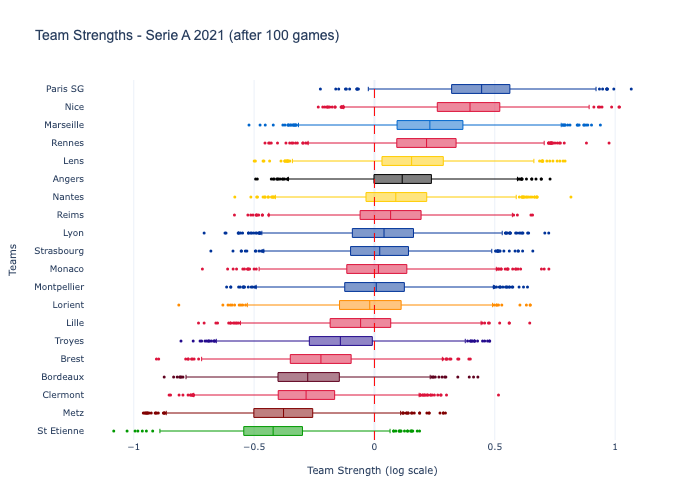 Team Strengths - Serie A 2021 (after 100 games)
Paris SG
Nice
Marseille
Rennes
Lens
Angers
Nantes
Reims
Lyon
Strasbourg
Monaco
Montpellier
Lorient
Lille
Troyes
Brest
Bordeaux
Clermont
Metz
St Etienne
Teams
−1
−0.5
0
0.5
1
Team Strength (log scale)